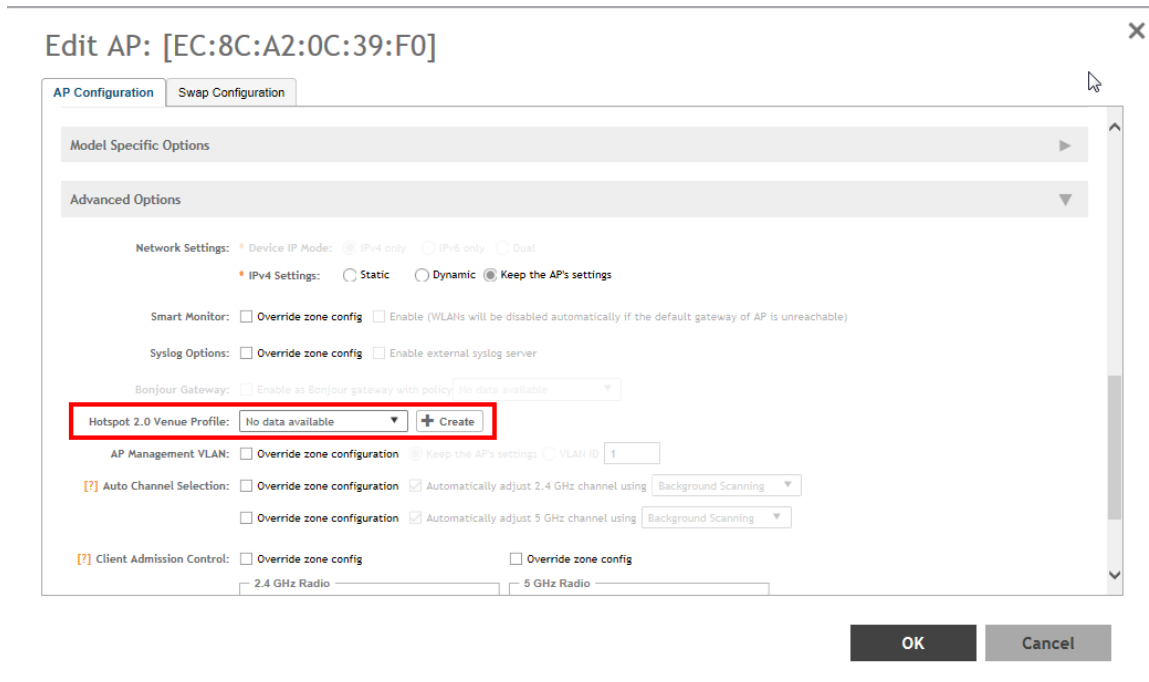 Edit AP: [EC:8C:A2:0C:39:F0]
AP Configuration Swap Configuration
Model Specific Options
Advanced Options
Network Settings: * Device IP Mode: IPv4 only IPv6 only Dual
* IPv4 Settings: Static Dynamic Keep the AP's settings
Smart Monitor: Override zone config Enable (WLANs will be disabled automatically if the default gateway of AP is unreachable)
Syslog Options: Override zone config Enable external syslog server
Bonjour Gateway: Enable as Bonjour gateway with policy No data available
Hotspot 2.0 Venue Profile: No data available + Create
AP Management VLAN: Override zone configuration Keep the AP's settings VLAN ID 1
[?] Auto Channel Selection: Override zone configuration Automatically adjust 2.4 GHz channel using Background Scanning
Override zone configuration Automatically adjust 5 GHz channel using Background Scanning
[?] Client Admission Control: Override zone config Override zone config
2.4 GHz Radio 5 GHz Radio
OK Cancel